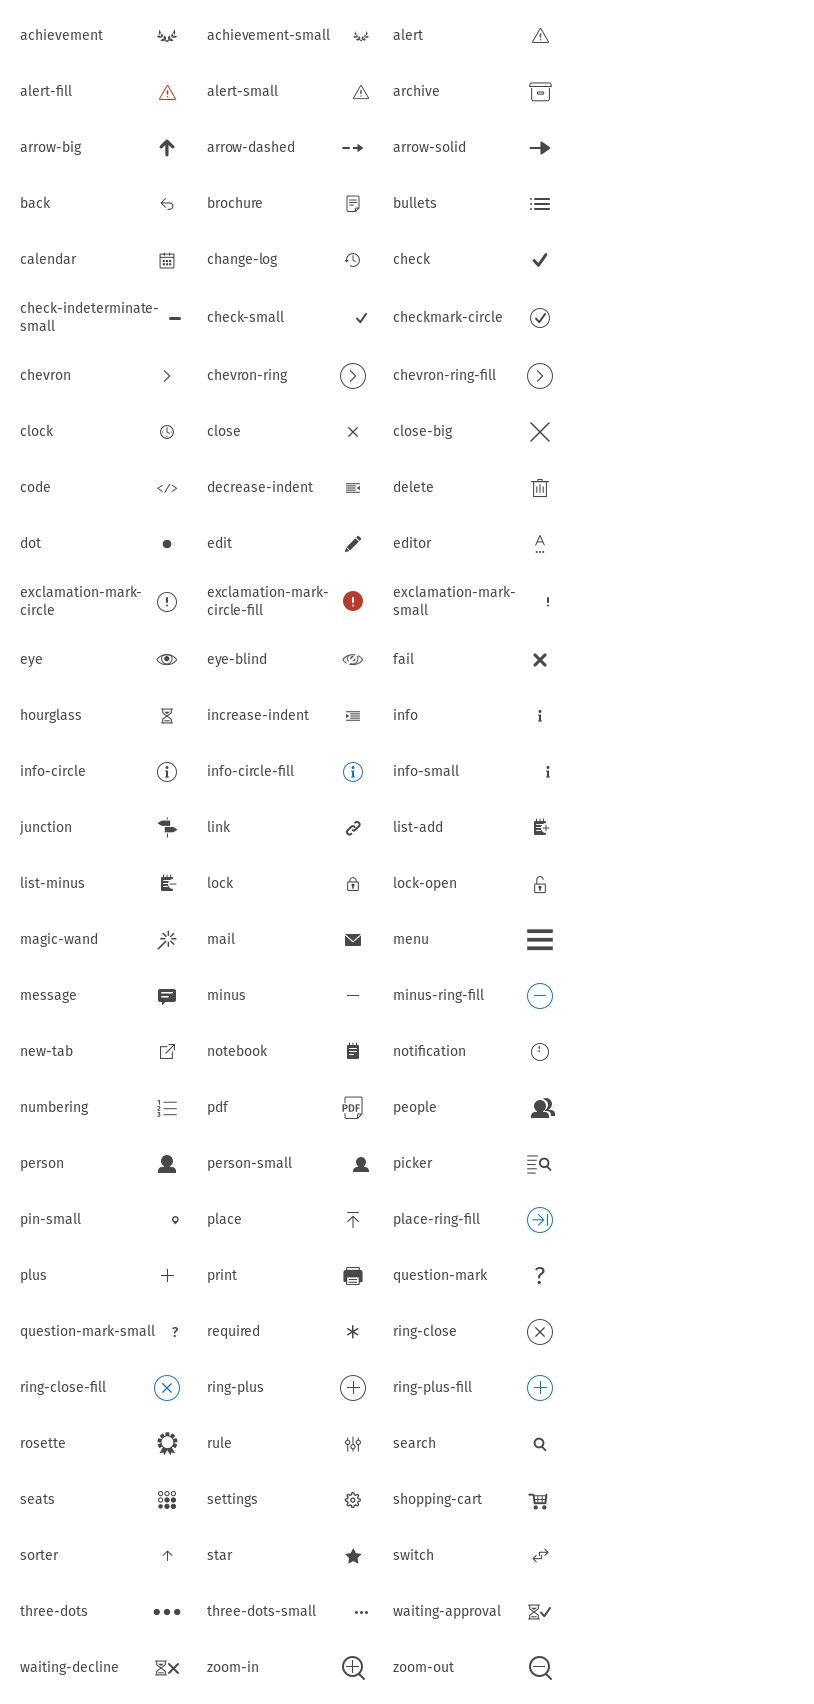 achievement
achievement-small
alert
alert-fill
alert-small
archive
arrow-big
arrow-dashed
arrow-solid
back
brochure
bullets
calendar
change-log
check
check-indeterminate-
small
check-small
checkmark-circle
chevron
chevron-ring
chevron-ring-fill
clock
close
close-big
code
decrease-indent
delete
dot
edit
editor
exclamation-mark-
circle
exclamation-mark-
circle-fill
exclamation-mark-
small
eye
eye-blind
fail
hourglass
increase-indent
info
info-circle
info-circle-fill
info-small
junction
link
list-add
list-minus
lock
lock-open
magic-wand
mail
menu
message
minus
minus-ring-fill
new-tab
notebook
notification
numbering
pdf
PDF
people
person
person-small
picker
pin-small
place
place-ring-fill
plus
print
question-mark
question-mark-small
required
ring-close
ring-close-fill
ring-plus
ring-plus-fill
rosette
rule
search
seats
settings
shopping-cart
sorter
star
switch
three-dots
three-dots-small
waiting-approval
waiting-decline
zoom-in
zoom-out